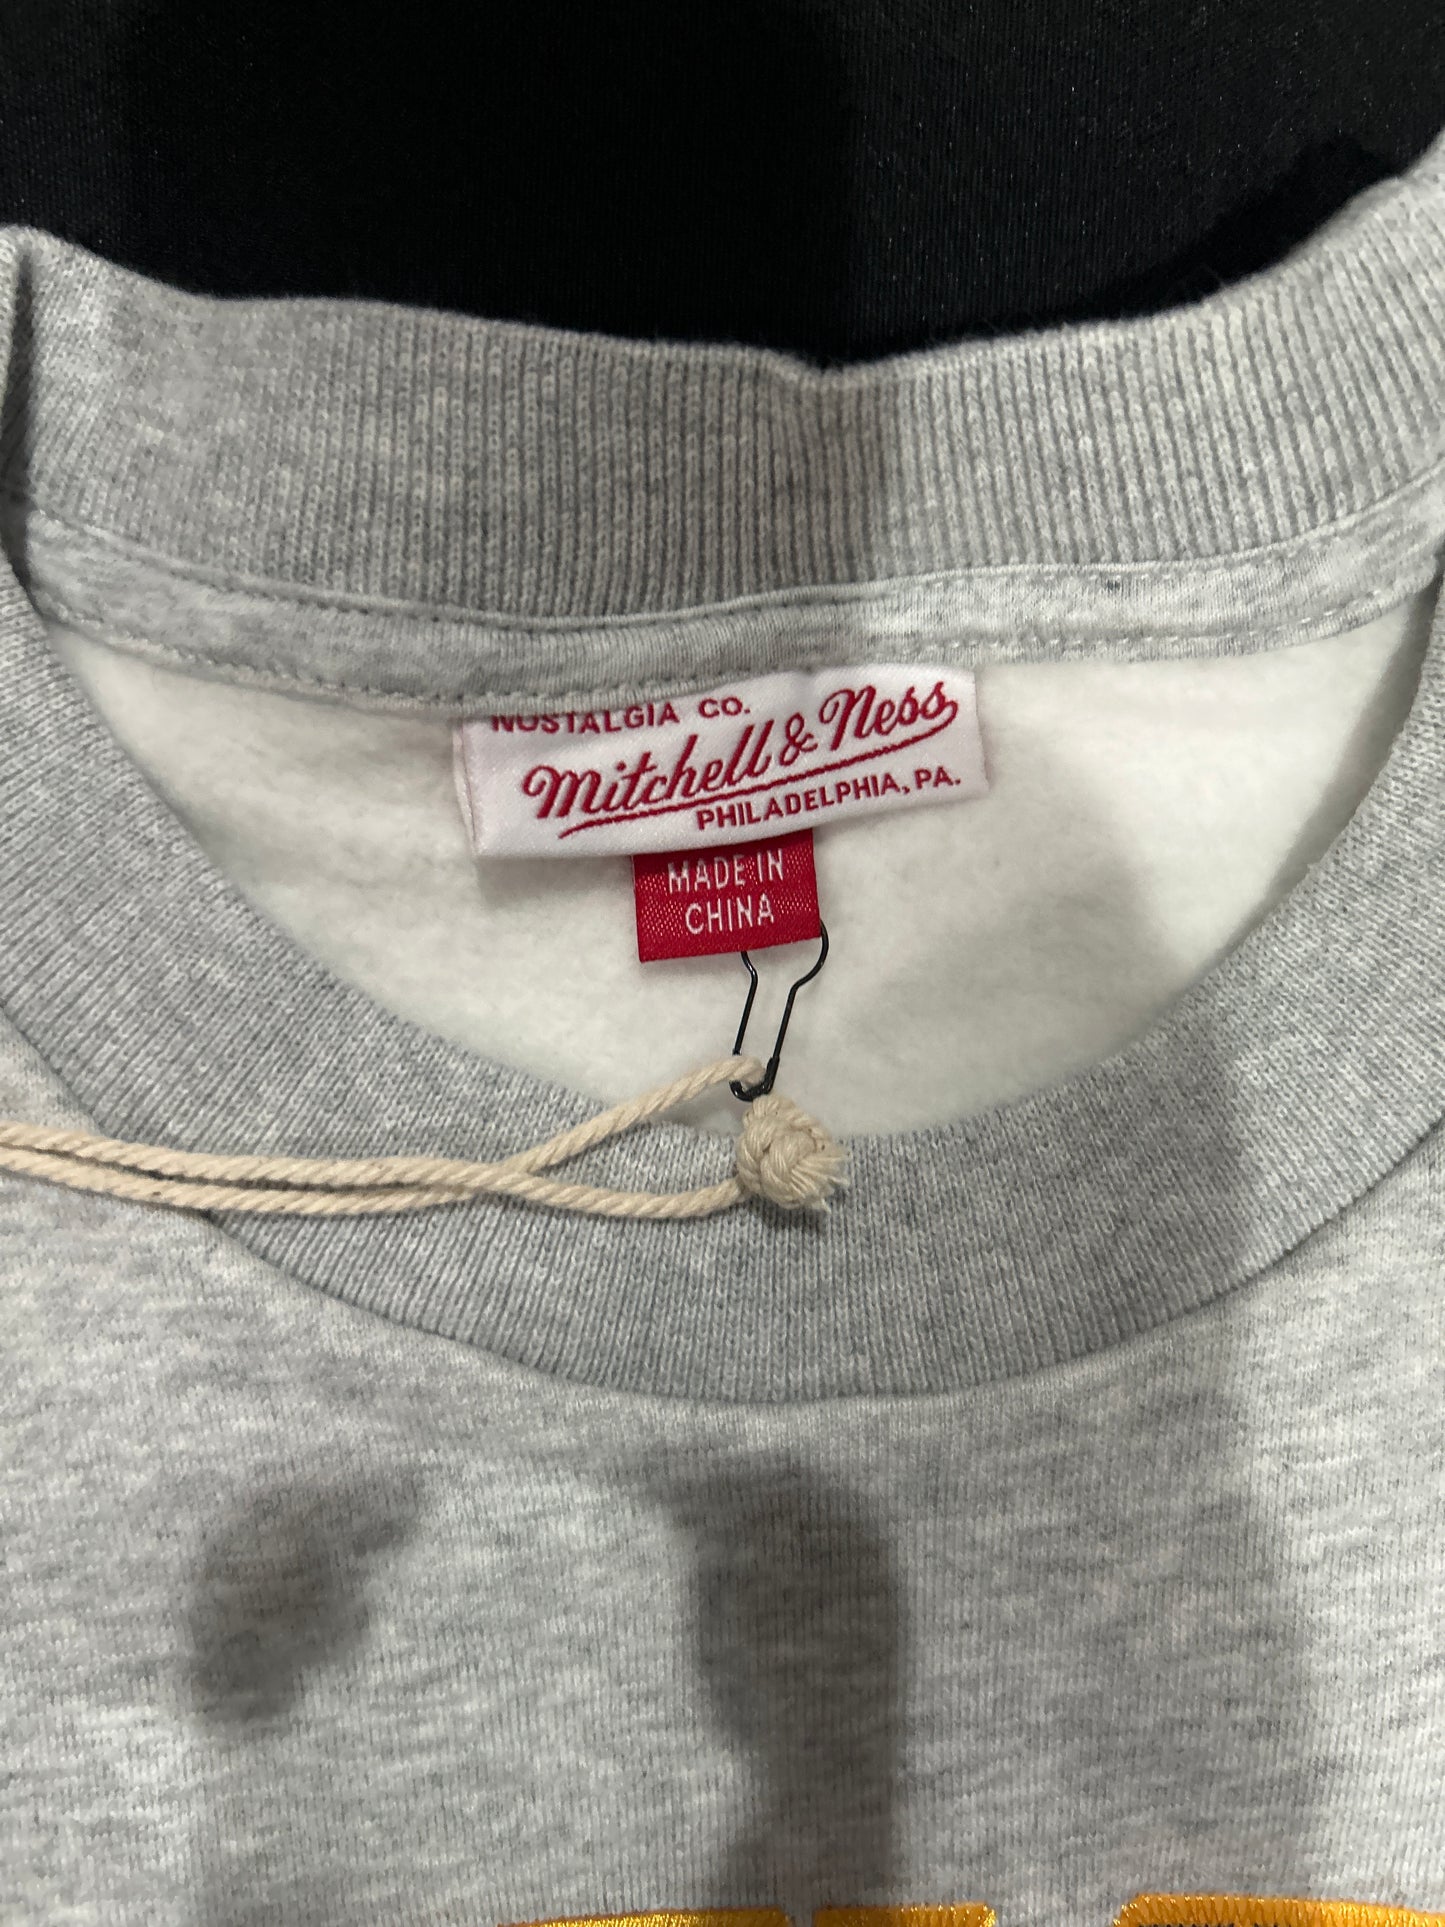 NOSTALGIA CO.
Mitchell & Ness
PHILADELPHIA, PA.
MADE IN
CHINA